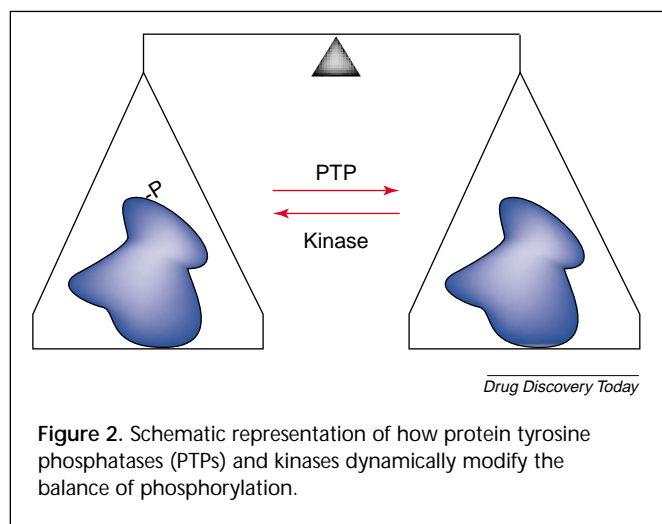 -P
PTP
Kinase
Drug Discovery Today
Figure 2. Schematic representation of how protein tyrosine
phosphatases (PTPs) and kinases dynamically modify the
balance of phosphorylation.